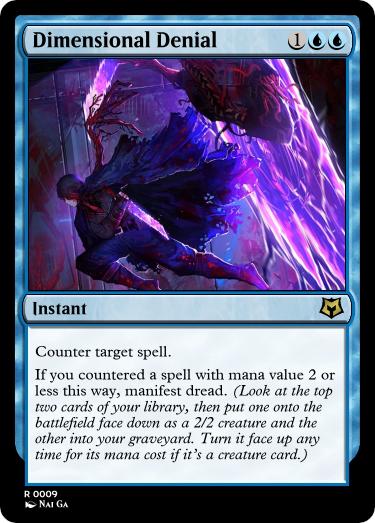 Dimensional Denial 1
Instant
Counter target spell.
If you countered a spell with mana value 2 or
less this way, manifest dread. (Look at the top
two cards of your library, then put one onto the
battlefield face down as a 2/2 creature and the
other into your graveyard. Turn it face up any
time for its mana cost if it's a creature card.)
R 0009
Nai Ga